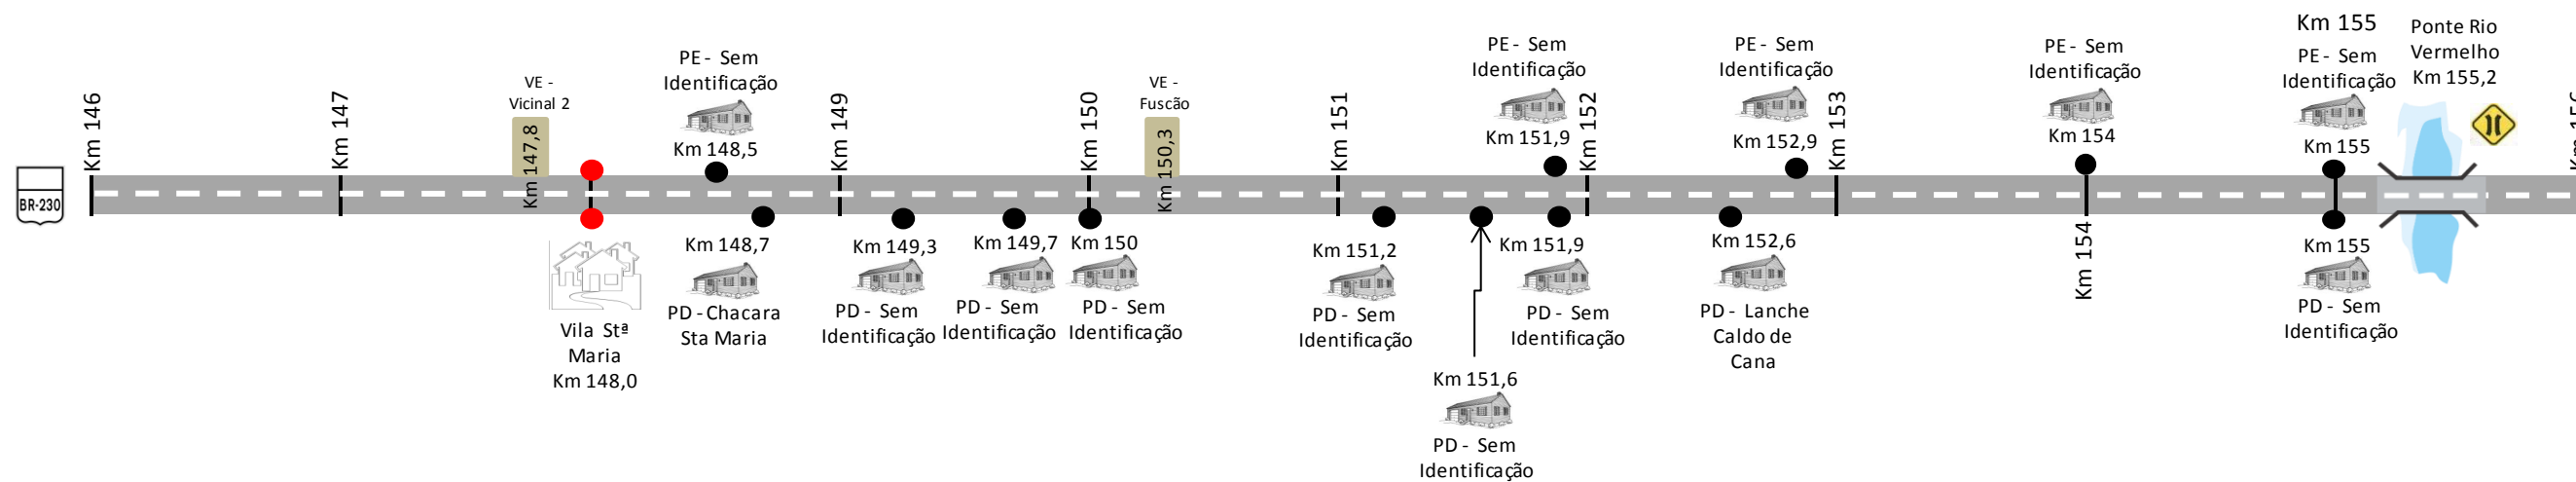 BR-230
Km 146
Km 147
VE -
Vicinal 2
Km 147,8
Vila Stª
Maria
Km 148,0
PE - Sem
Identificação
Km 148,5
Km 148,7
PD - Chacara
Sta Maria
Km 149
Km 149,3
PD - Sem
Identificação
Km 149,7
PD - Sem
Identificação
Km 150
Km 150
PD - Sem
Identificação
VE -
Fuscão
Km 150,3
Km 151
Km 151,2
PD - Sem
Identificação
Km 151,6
PD - Sem
Identificação
PE - Sem
Identificação
Km 151,9
Km 151,9
PD - Sem
Identificação
Km 152
Km 152,6
PD - Lanche
Caldo de
Cana
PE - Sem
Identificação
Km 152,9
Km 153
PE - Sem
Identificação
Km 154
Km 154
Km 155
PE - Sem
Identificação
Km 155
Km 155
PD - Sem
Identificação
Ponte Rio
Vermelho
Km 155,2